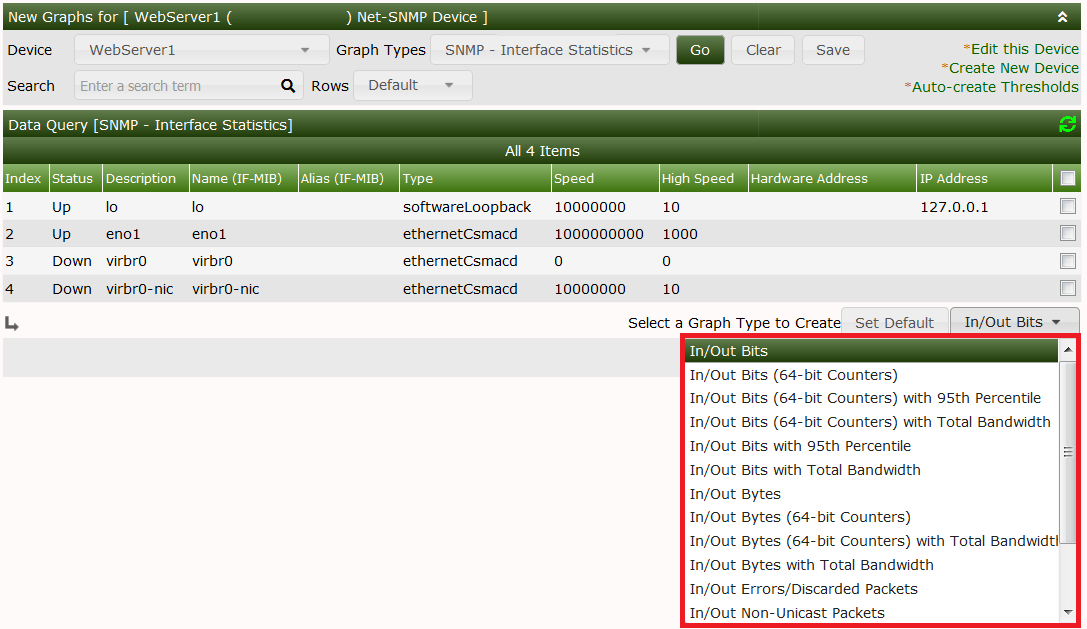 New Graphs for [ WebServer1 ( ) Net-SNMP Device ]
Device WebServer1 Graph Types SNMP - Interface Statistics Go Clear Save *Edit this Device
*Create New Device
Search Enter a search term Rows Default *Auto-create Thresholds
Data Query [SNMP - Interface Statistics]
All 4 Items
Index Status Description Name (IF-MIB) Alias (IF-MIB) Type Speed High Speed Hardware Address IP Address
1 Up lo lo softwareLoopback 10000000 10 127.0.0.1
2 Up eno1 eno1 ethernetCsmacd 1000000000 1000
3 Down virbr0 virbr0 ethernetCsmacd 0 0
4 Down virbr0-nic virbr0-nic ethernetCsmacd 10000000 10
Select a Graph Type to Create Set Default In/Out Bits
In/Out Bits
In/Out Bits (64-bit Counters)
In/Out Bits (64-bit Counters) with 95th Percentile
In/Out Bits (64-bit Counters) with Total Bandwidth
In/Out Bits with 95th Percentile
In/Out Bits with Total Bandwidth
In/Out Bytes
In/Out Bytes (64-bit Counters)
In/Out Bytes (64-bit Counters) with Total Bandwidth
In/Out Bytes with Total Bandwidth
In/Out Errors/Discarded Packets
In/Out Non-Unicast Packets